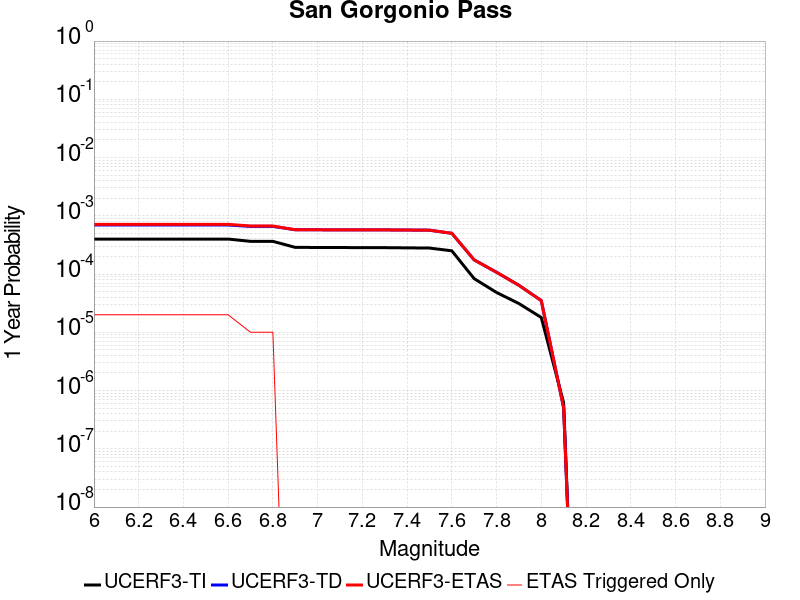 San Gorgonio Pass
10^0
10^-1
10^-2
10^-3
10^-4
10^-5
10^-6
10^-7
10^-8
1 Year Probability
6 6.2 6.4 6.6 6.8 7 7.2 7.4 7.6 7.8 8 8.2 8.4 8.6 8.8 9
Magnitude
UCERF3-TI UCERF3-TD UCERF3-ETAS ETAS Triggered Only